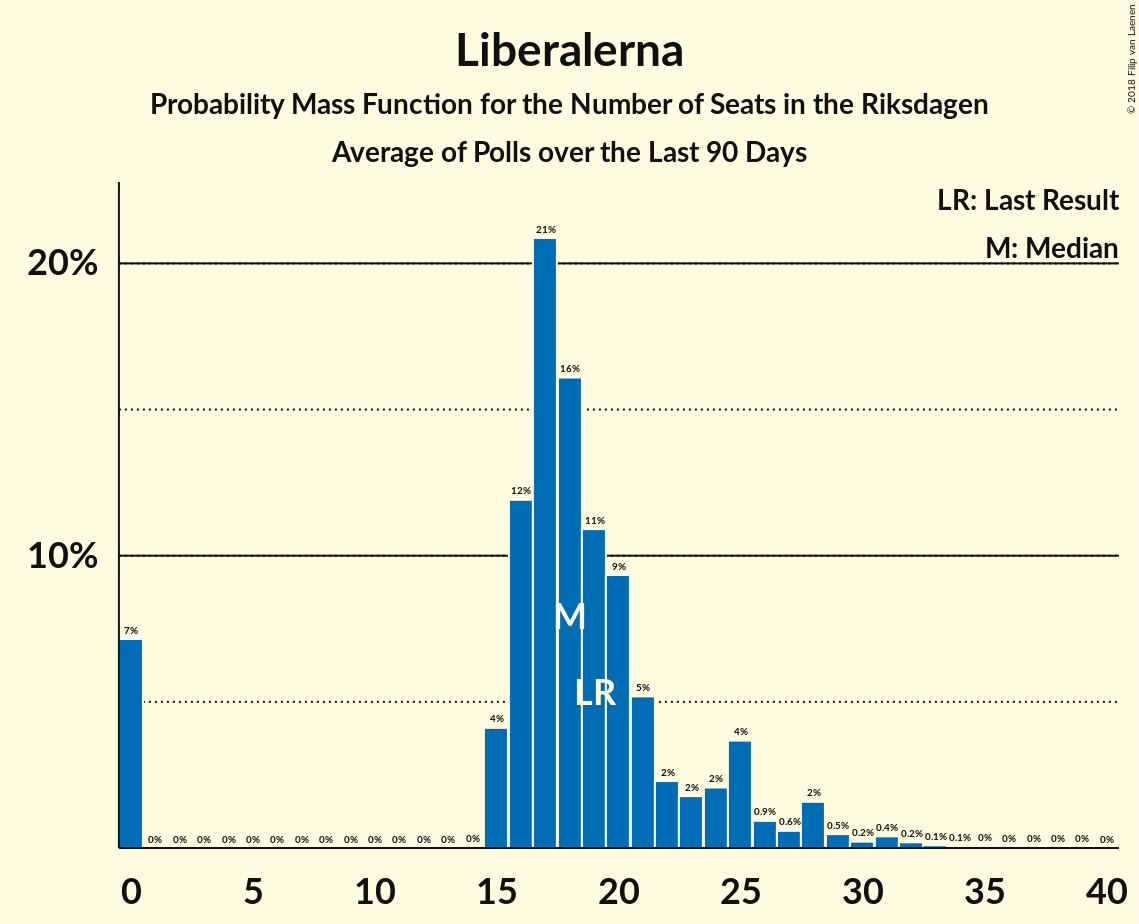 Liberalerna
Probability Mass Function for the Number of Seats in the Riksdagen
Average of Polls over the Last 90 Days
© 2018 Filip van Laenen
LR: Last Result
M: Median
20%
10%
7% 0% 0% 0% 0% 0% 0% 0% 0% 0% 0% 0% 0% 0% 0% 4% 12% 21% 16% 11% 9% 5% 2% 2% 2% 4% 0.9% 0.6% 2% 0.5% 0.2% 0.4% 0.2% 0.1% 0.1% 0% 0% 0% 0% 0% 0%
M
LR
0 5 10 15 20 25 30 35 40